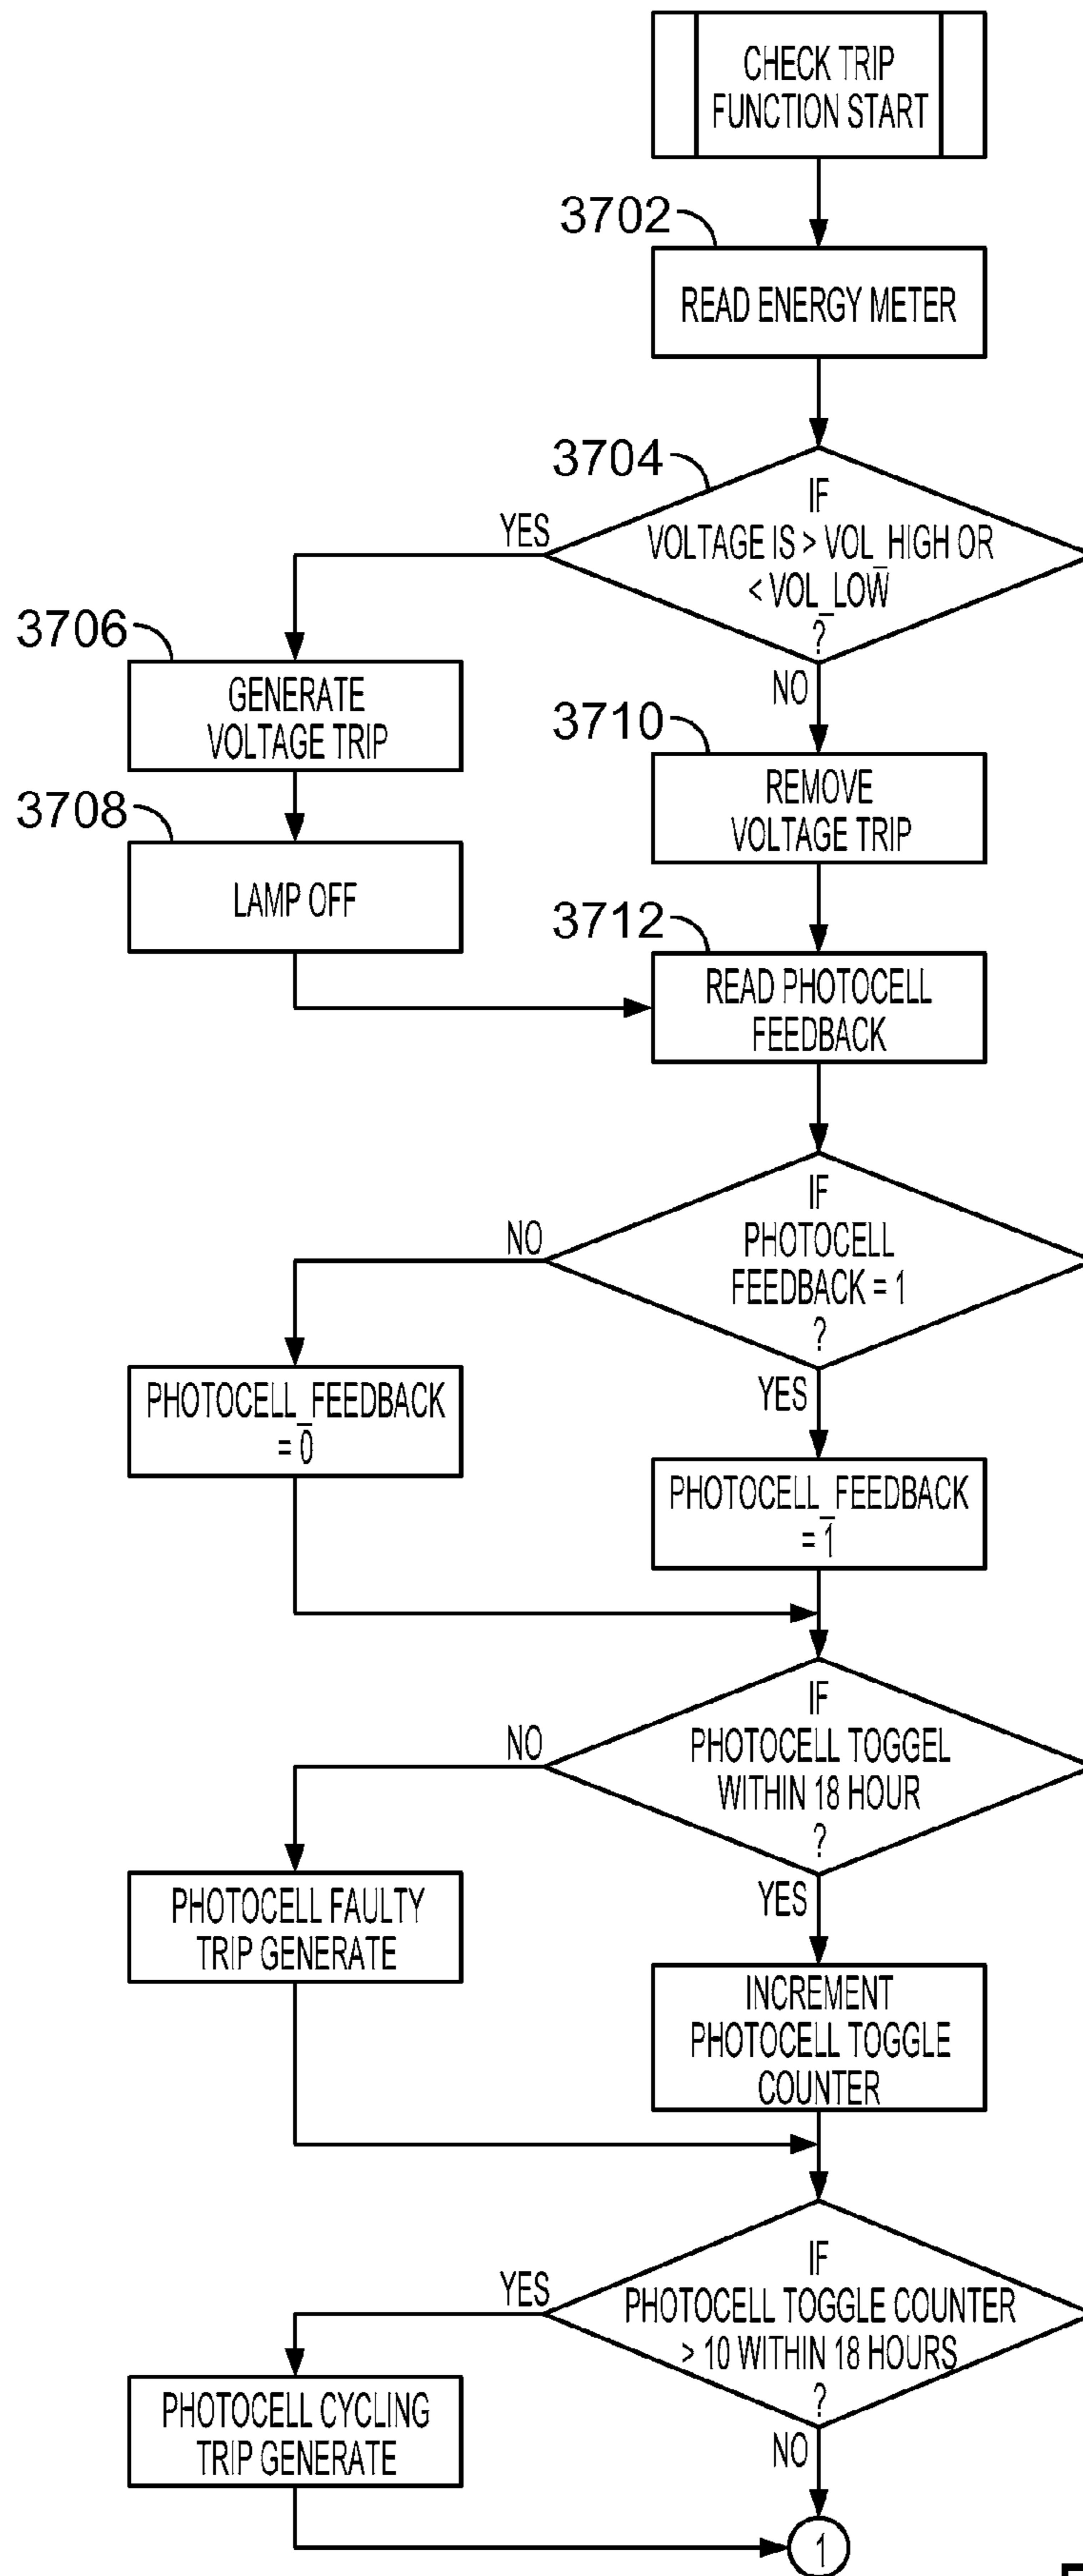 CHECK TRIP
FUNCTION START
3702
READ ENERGY METER
3704
IF
VOLTAGE IS > VOL_HIGH OR
< VOL_LOW
?
YES
NO
3706
GENERATE
VOLTAGE TRIP
3710
REMOVE
VOLTAGE TRIP
3708
LAMP OFF
3712
READ PHOTOCELL
FEEDBACK
IF
PHOTOCELL
FEEDBACK = 1
?
NO
YES
PHOTOCELL_FEEDBACK
= 0
PHOTOCELL_FEEDBACK
= 1
IF
PHOTOCELL TOGGEL
WITHIN 18 HOUR
?
NO
YES
PHOTOCELL FAULTY
TRIP GENERATE
INCREMENT
PHOTOCELL TOGGLE
COUNTER
IF
PHOTOCELL TOGGLE COUNTER
> 10 WITHIN 18 HOURS
?
YES
NO
PHOTOCELL CYCLING
TRIP GENERATE
1